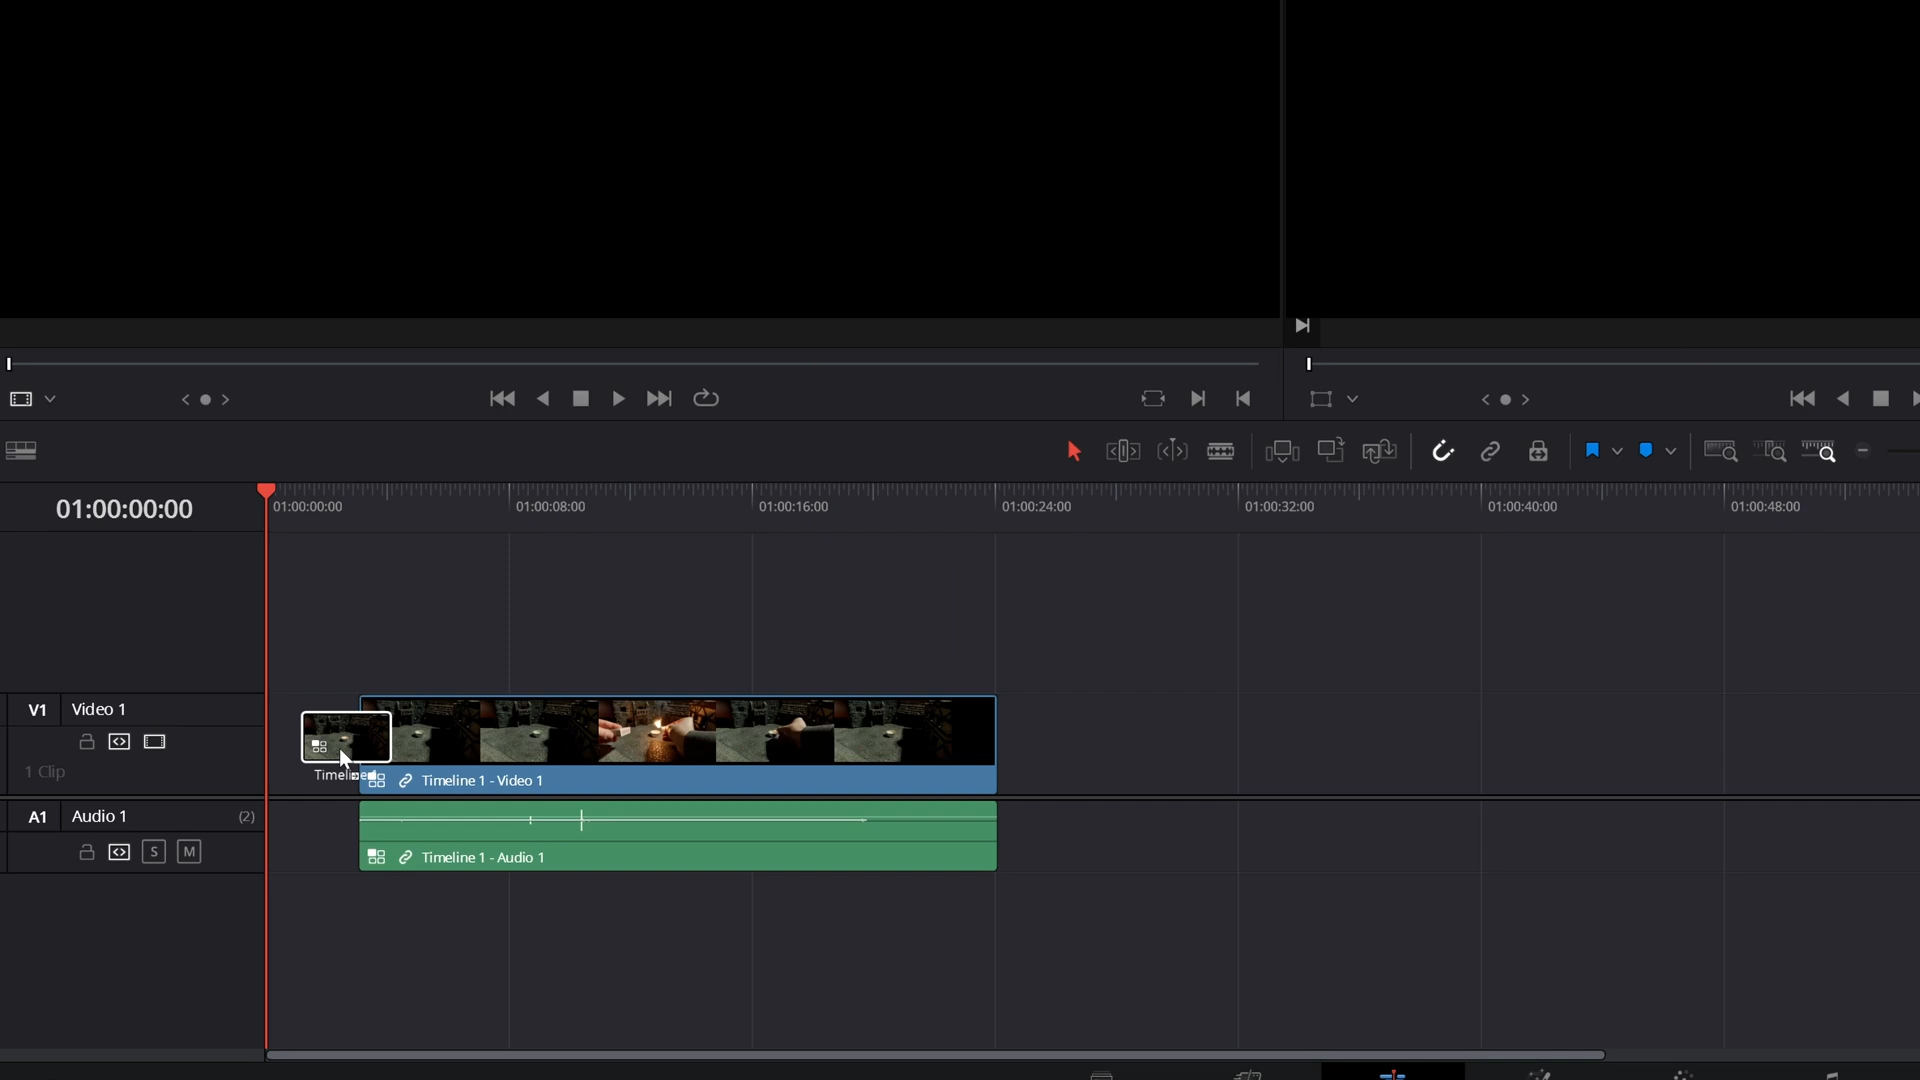 01:00:00:00
01:00:00:00
01:00:08:00
01:00:16:00
01:00:24:00
01:00:32:00
01:00:40:00
01:00:48:00
V1 Video 1
1 Clip
Timeline 1 - Video 1
A1 Audio 1 (2)
S M
Timeline 1 - Audio 1